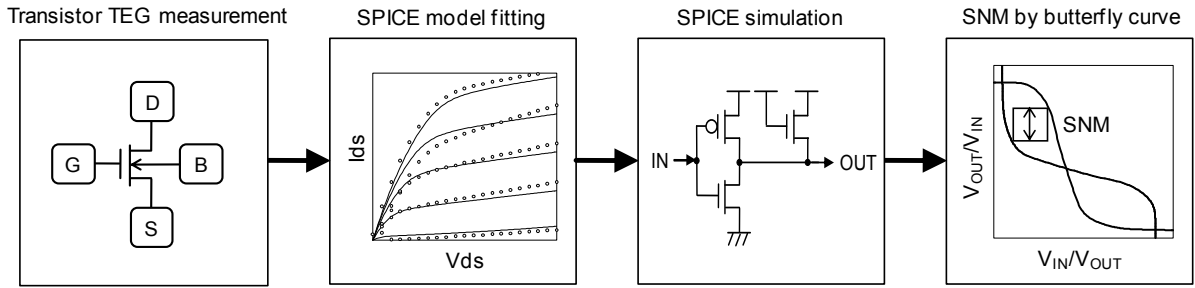 Transistor TEG measurement
D
G
B
S
SPICE model fitting
Ids
Vds
SPICE simulation
IN
OUT
SNM by butterfly curve
SNM
VOUT/VIN
VIN/VOUT